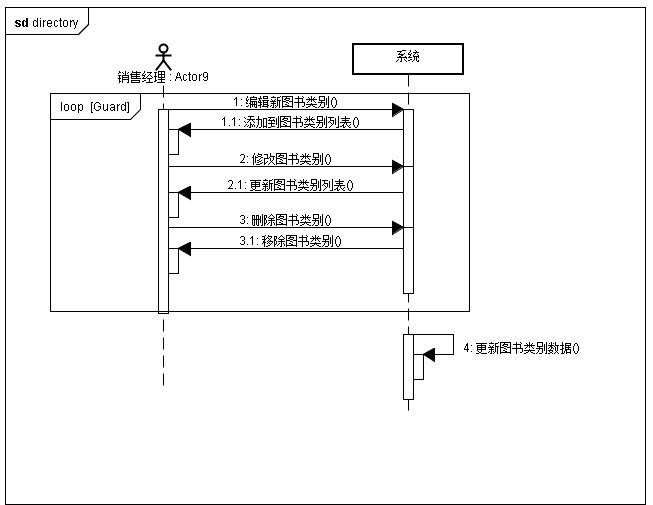 sd directory
系统
销售经理 : Actor9
loop [Guard]
1: 编辑新图书类别()
1.1: 添加到图书类别列表()
2: 修改图书类别()
2.1: 更新图书类别列表()
3: 删除图书类别()
3.1: 移除图书类别()
4: 更新图书类别数据()